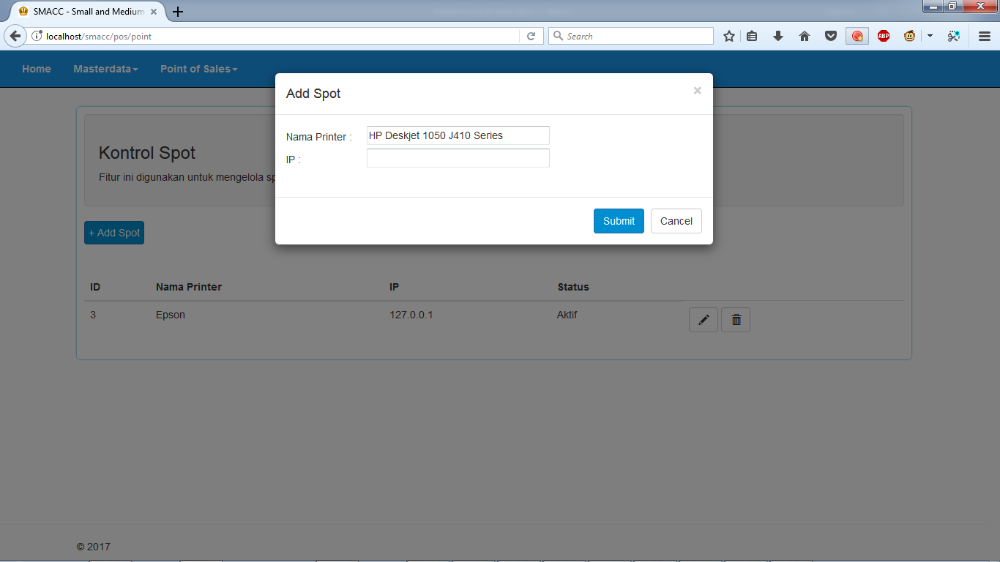 SMACC - Small and Medium
localhost/smacc/pos/point
Search
ABP
Home Masterdata Point of Sales
Add Spot ×
Nama Printer : HP Deskjet 1050 J410 Series
IP :
Submit Cancel
Kontrol Spot
Fitur ini digunakan untuk mengelola sp
+ Add Spot
ID Nama Printer IP Status
3 Epson 127.0.0.1 Aktif
© 2017